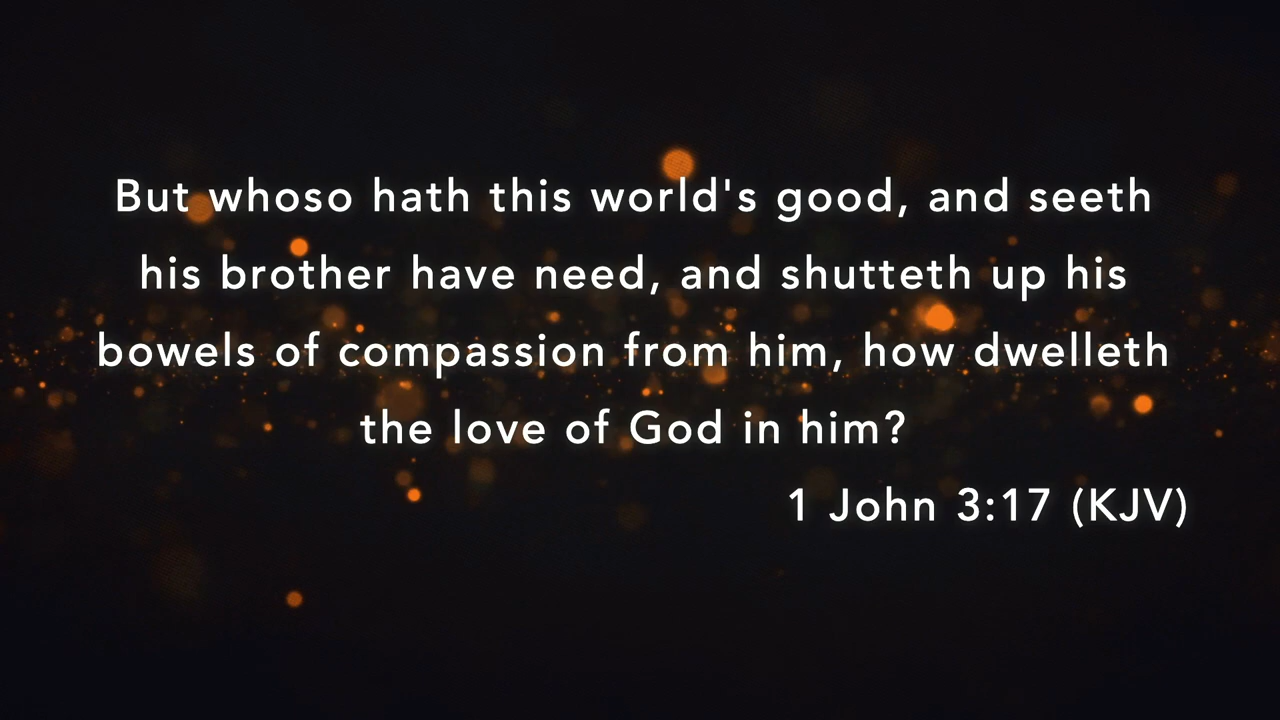 But whoso hath this world's good, and seeth
his brother have need, and shutteth up his
bowels of compassion from him, how dwelleth
the love of God in him?
1 John 3:17 (KJV)